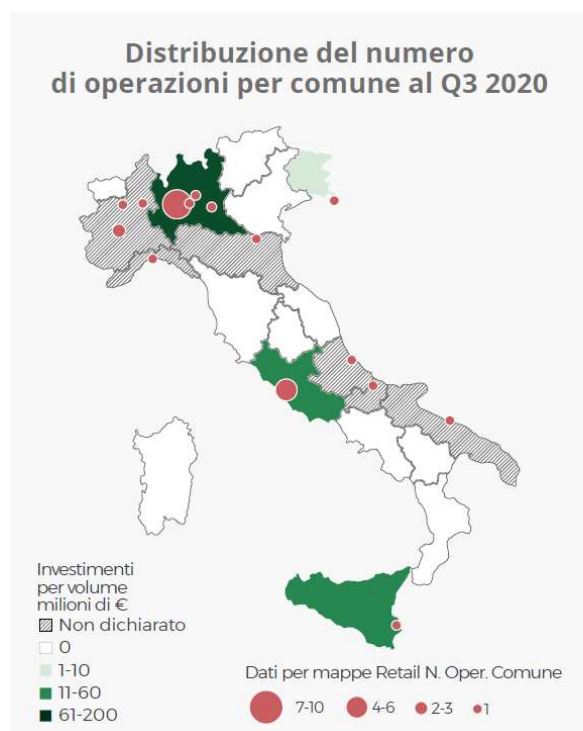 Distribuzione del numero
di operazioni per comune al Q3 2020
Investimenti
per volume
milioni di €
Non dichiarato
0
1-10
11-60
61-200
Dati per mappe Retail N. Oper. Comune
7-10
4-6
2-3
1